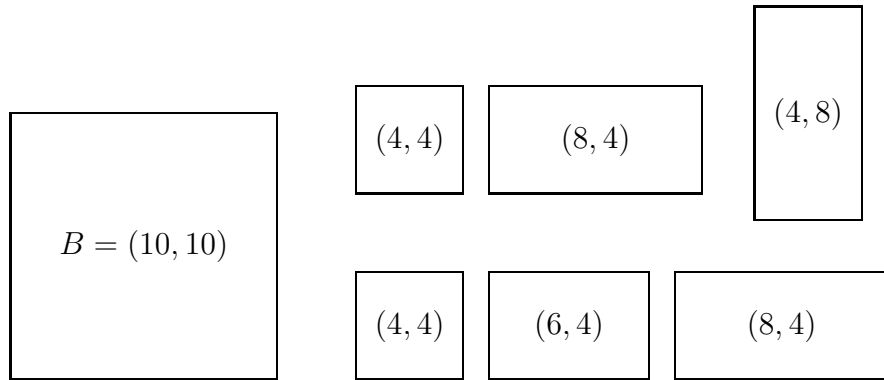 (4, 8)
(4, 4) (8, 4)
B = (10, 10)
(4, 4) (6, 4) (8, 4)